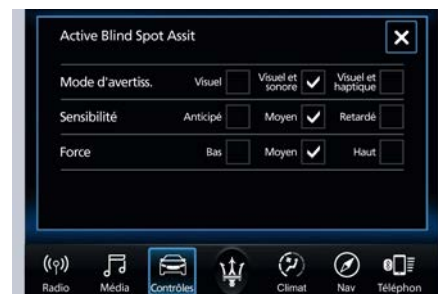 Active Blind Spot Assit
Mode d'avertiss. Visuel Visuel et sonore Visuel et haptique
Sensibilité Anticipé Moyen Retardé
Force Bas Moyen Haut
Radio Média Contrôles Climat Nav Téléphon